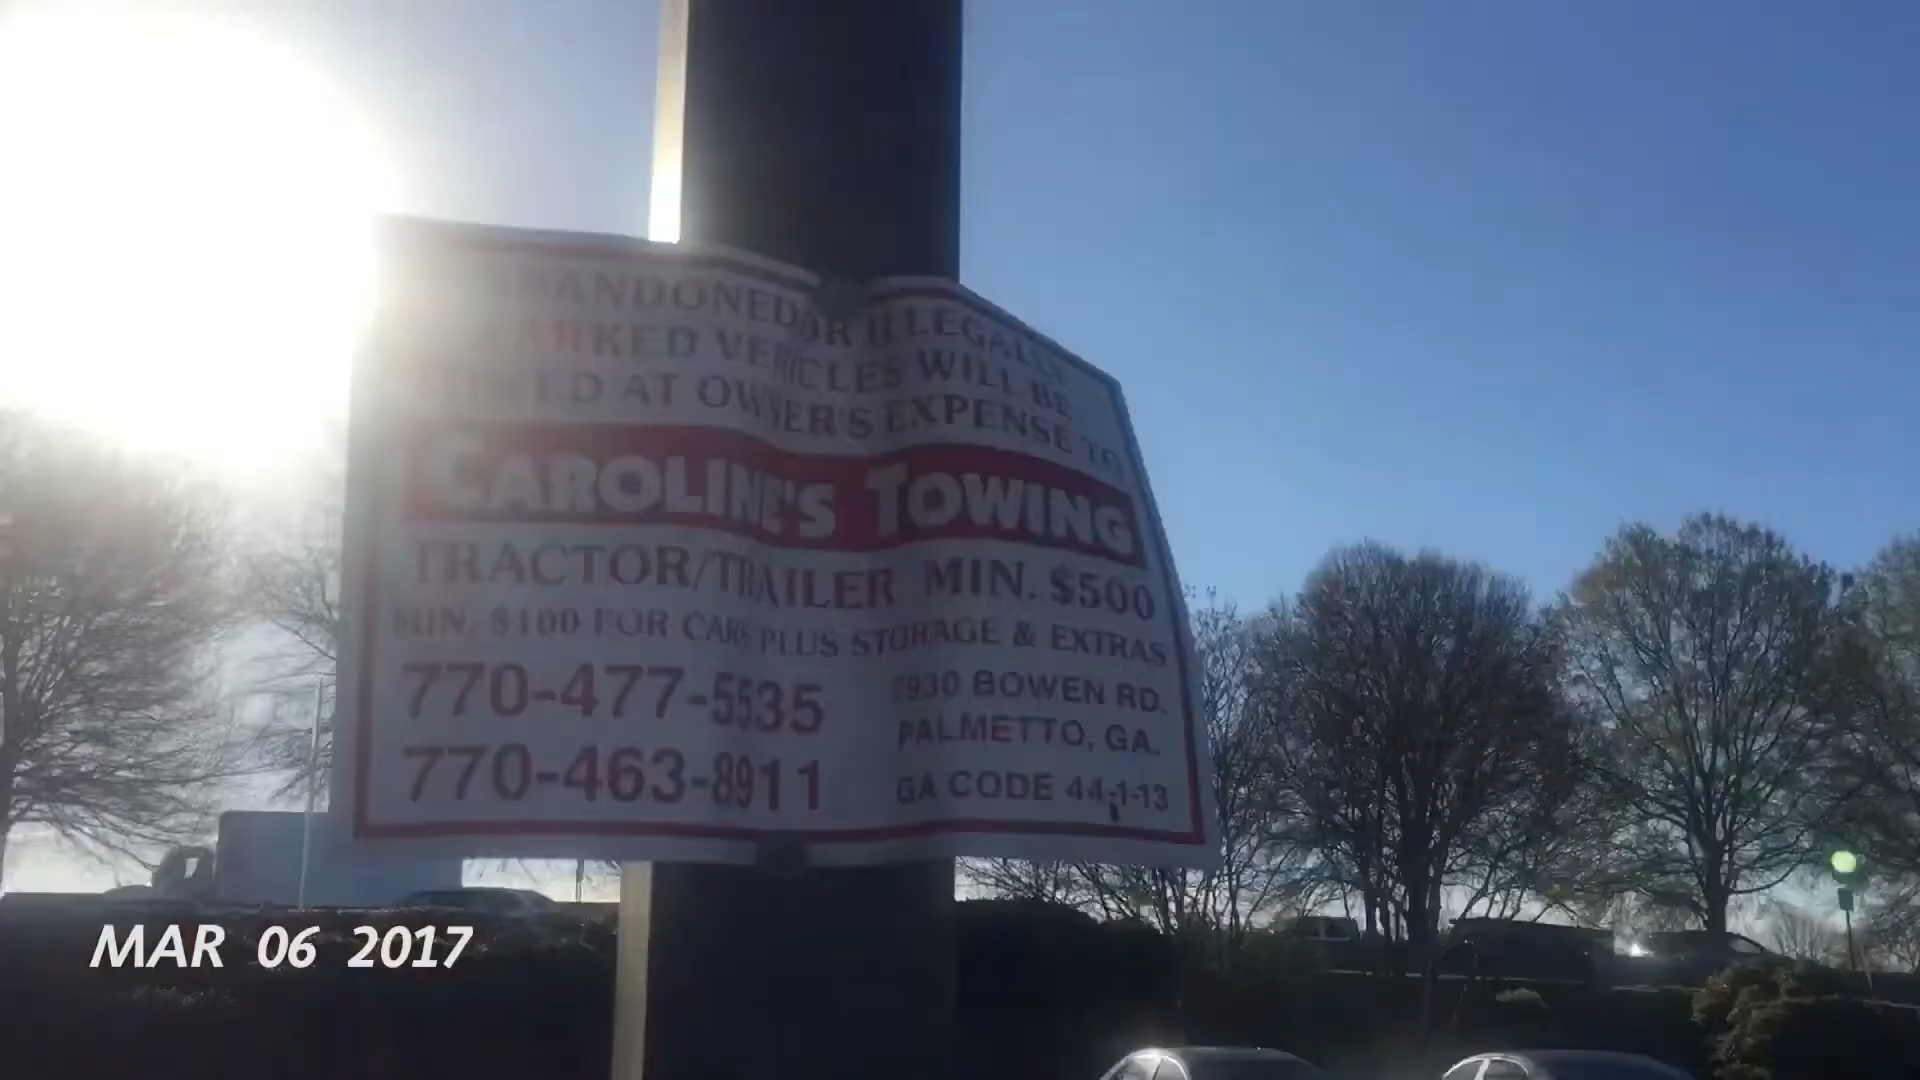 ABANDONED OR ILLEGALLY
PARKED VEHICLES WILL BE
TOWED AT OWNER'S EXPENSE TO
CAROLINE'S TOWING
TRACTOR/TRAILER MIN. $500
MIN. $100 FOR CARS PLUS STORAGE & EXTRAS
770-477-5535
770-463-8911
7930 BOWEN RD.
PALMETTO, GA.
GA CODE 44-1-13
MAR 06 2017